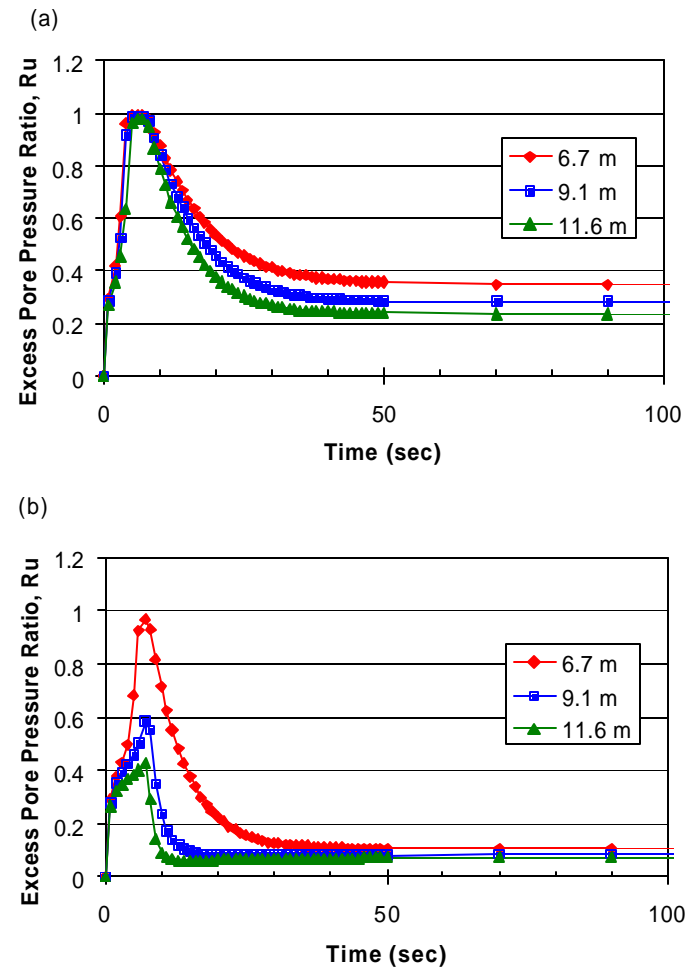 (a)
Excess Pore Pressure Ratio, Ru
1.2
1
0.8
0.6
0.4
0.2
0
6.7 m
9.1 m
11.6 m
0
50
100
Time (sec)
(b)
Excess Pore Pressure Ratio, Ru
1.2
1
0.8
0.6
0.4
0.2
0
6.7 m
9.1 m
11.6 m
0
50
100
Time (sec)